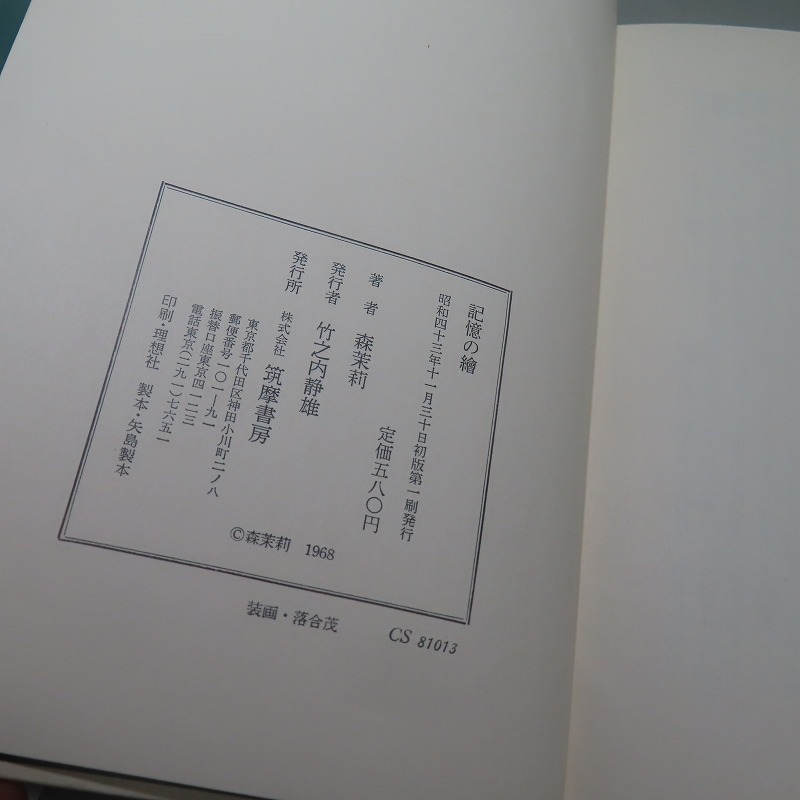 記憶の繪
昭和四十三年十一月三十日初版第一刷発行
定価五八〇円
著者 森茉莉
発行者 竹之内静雄
発行所 株式会社 筑摩書房
東京都千代田区神田小川町二ノ八
郵便番号一〇一―九一
振替口座東京四一二三
電話東京(二九一)七六五一
印刷・理想社 製本・矢島製本
©森茉莉 1968
装画・落合茂
CS 81013